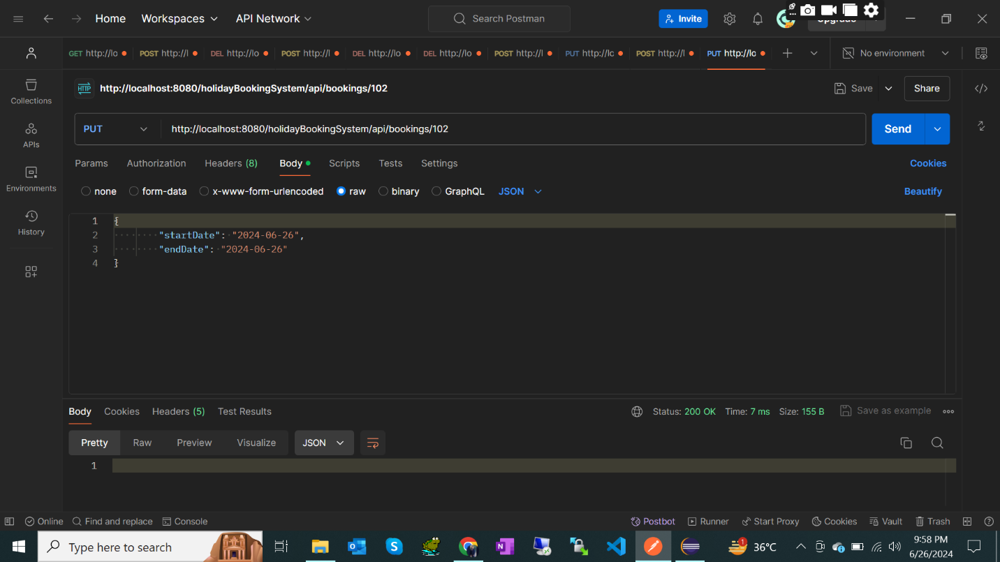 Home Workspaces API Network Search Postman Invite
GET http://lo POST http://l DEL http://lo POST http://l DEL http://lo DEL http://lo POST http://l PUT http://lc POST http://l PUT http://lo No environment
HTTP http://localhost:8080/holidayBookingSystem/api/bookings/102 Save Share
PUT http://localhost:8080/holidayBookingSystem/api/bookings/102 Send
Params Authorization Headers (8) Body Scripts Tests Settings Cookies
none form-data x-www-form-urlencoded raw binary GraphQL JSON Beautify
1 {
2 "startDate": "2024-06-26",
3 "endDate": "2024-06-26"
4 }
Collections
APIs
Environments
History
Body Cookies Headers (5) Test Results Status: 200 OK Time: 7 ms Size: 155 B Save as example
Pretty Raw Preview Visualize JSON
1
Online Find and replace Console Postbot Runner Start Proxy Cookies Vault Trash
Type here to search 1 36°C 9:58 PM
6/26/2024